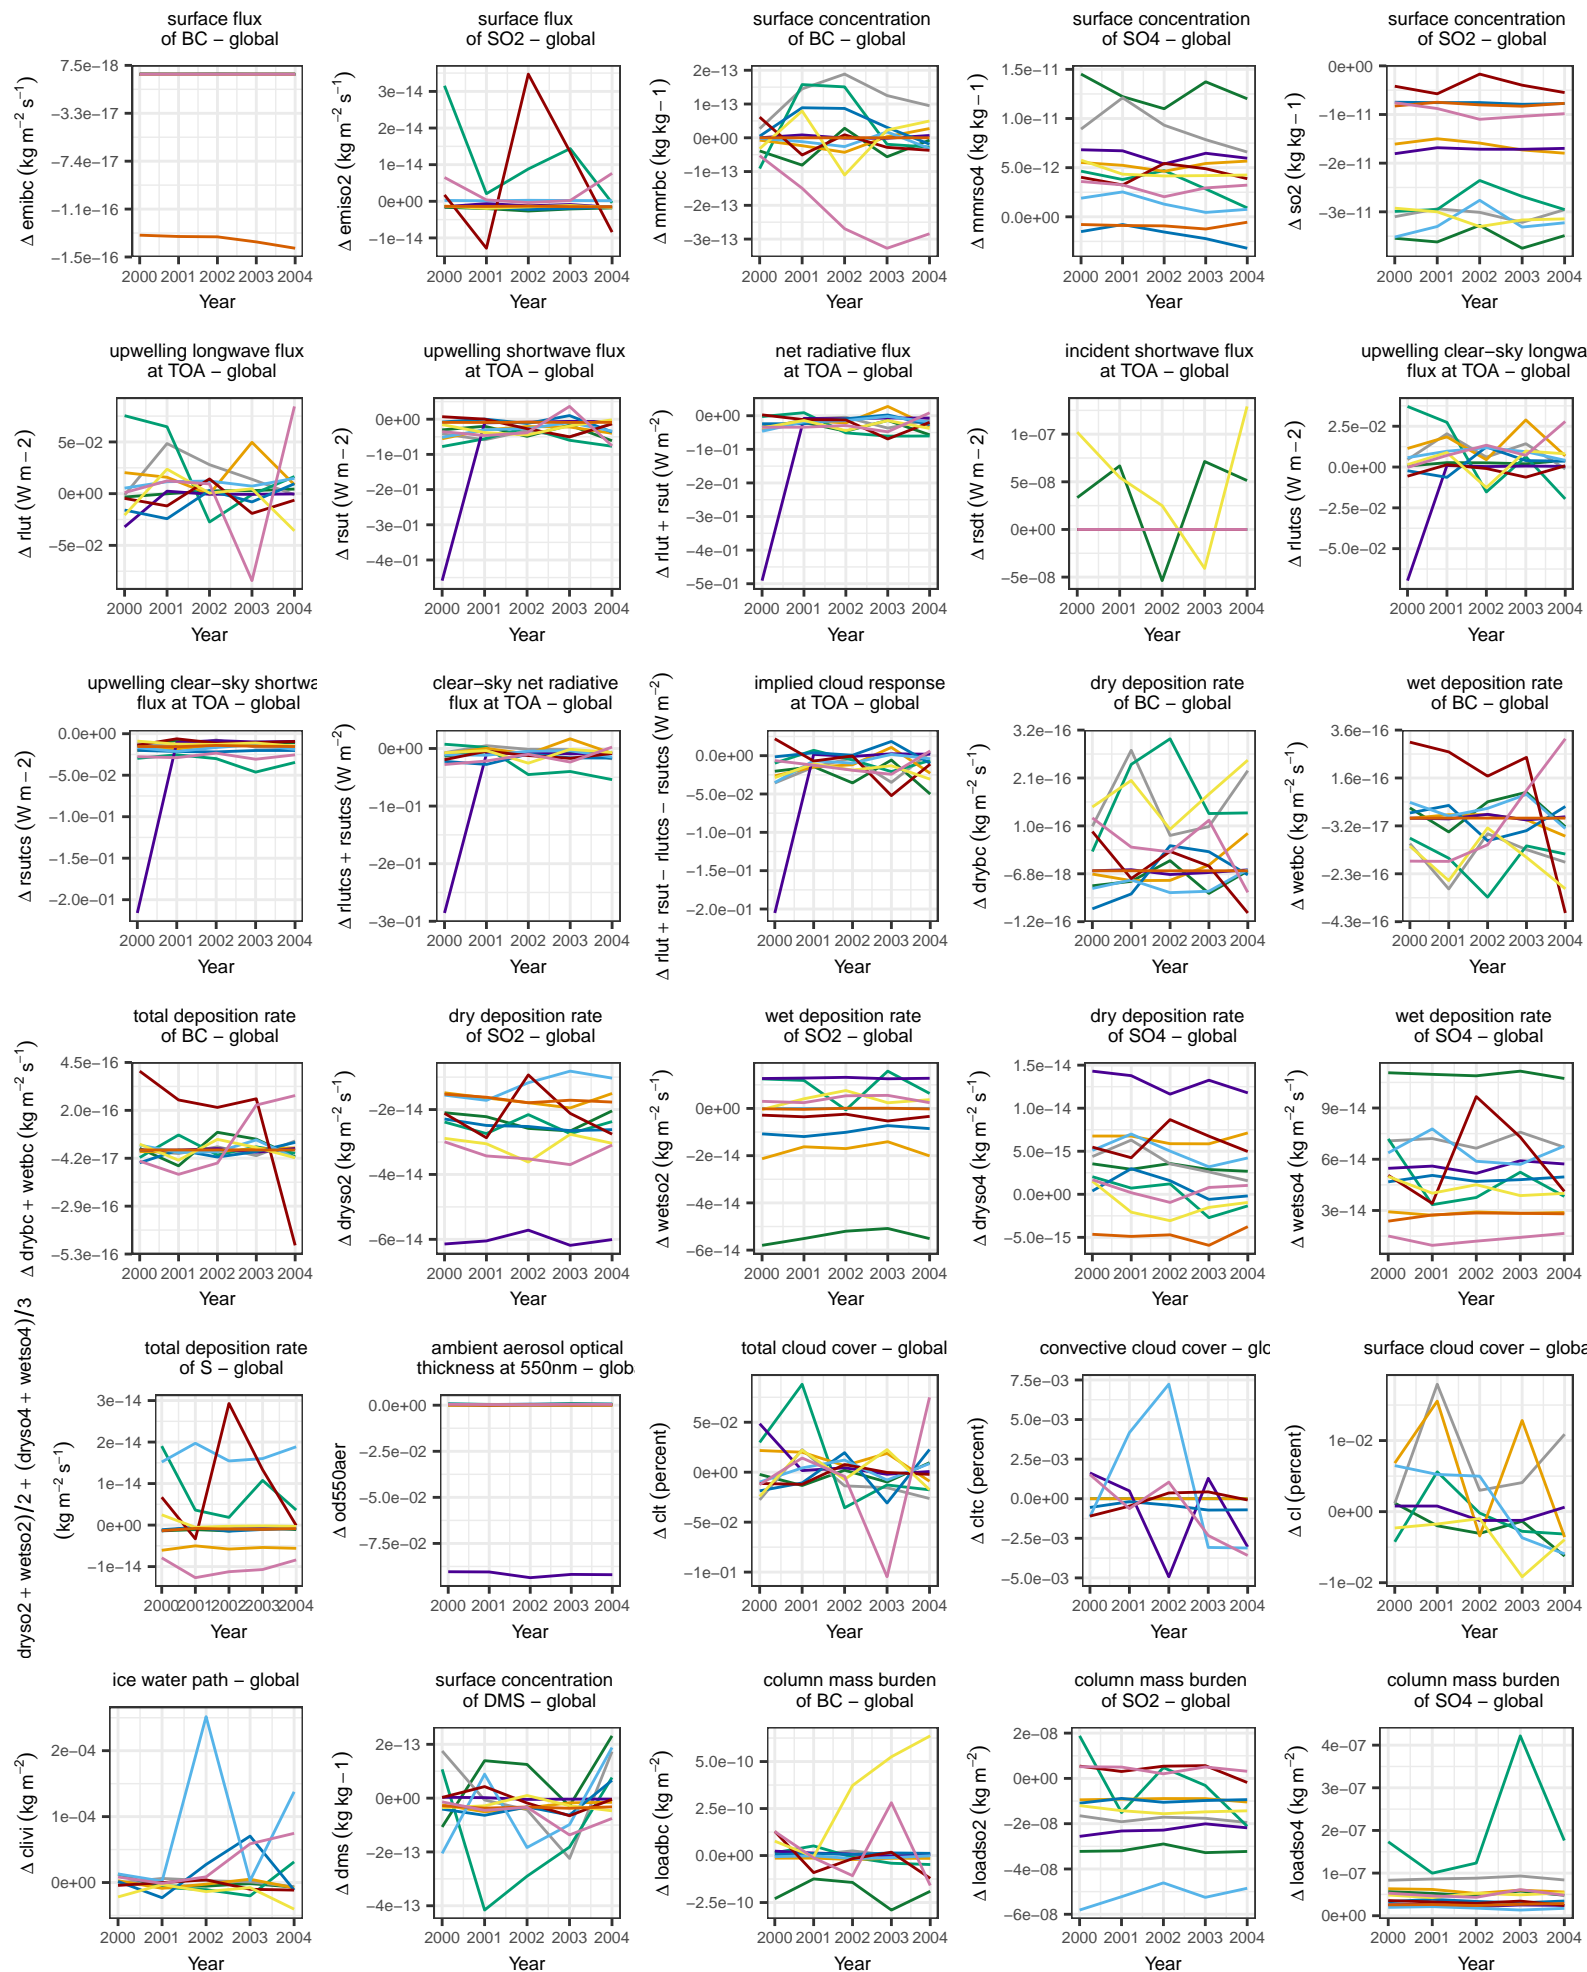 surface flux
of BC − global
Δ emibc (kg m−2 s−1)
7.5e−18
−3.3e−17
−7.4e−17
−1.1e−16
−1.5e−16
2000 2001 2002 2003 2004
Year
surface flux
of SO2 − global
Δ emiso2 (kg m−2 s−1)
3e−14
2e−14
1e−14
0e+00
−1e−14
2000 2001 2002 2003 2004
Year
surface concentration
of BC − global
Δ mmrbc (kg kg−1)
2e−13
1e−13
0e+00
−1e−13
−2e−13
−3e−13
2000 2001 2002 2003 2004
Year
surface concentration
of SO4 − global
Δ mmrso4 (kg kg−1)
1.5e−11
1.0e−11
5.0e−12
0.0e+00
2000 2001 2002 2003 2004
Year
surface concentration
of SO2 − global
Δ so2 (kg kg−1)
0e+00
−1e−11
−2e−11
−3e−11
2000 2001 2002 2003 2004
Year
upwelling longwave flux
at TOA − global
Δ rlut (W m−2)
5e−02
0e+00
−5e−02
2000 2001 2002 2003 2004
Year
upwelling shortwave flux
at TOA − global
Δ rsut (W m−2)
0e+00
−1e−01
−2e−01
−3e−01
−4e−01
2000 2001 2002 2003 2004
Year
net radiative flux
at TOA − global
Δ rlut + rsut (W m−2)
0e+00
−1e−01
−2e−01
−3e−01
−4e−01
−5e−01
2000 2001 2002 2003 2004
Year
incident shortwave flux
at TOA − global
Δ rsdt (W m−2)
1e−07
5e−08
0e+00
−5e−08
2000 2001 2002 2003 2004
Year
upwelling clear−sky longwa
flux at TOA − global
Δ rlutcs (W m−2)
2.5e−02
0.0e+00
−2.5e−02
−5.0e−02
2000 2001 2002 2003 2004
Year
upwelling clear−sky shortwa
flux at TOA − global
Δ rsutcs (W m−2)
0.0e+00
−5.0e−02
−1.0e−01
−1.5e−01
−2.0e−01
2000 2001 2002 2003 2004
Year
clear−sky net radiative
flux at TOA − global
Δ rlutcs + rsutcs (W m−2)
0e+00
−1e−01
−2e−01
−3e−01
2000 2001 2002 2003 2004
Year
implied cloud response
at TOA − global
Δ rlut + rsut − rlutcs − rsutcs (W m−2)
0.0e+00
−5.0e−02
−1.0e−01
−1.5e−01
−2.0e−01
2000 2001 2002 2003 2004
Year
dry deposition rate
of BC − global
Δ drybc (kg m−2 s−1)
3.2e−16
2.1e−16
1.0e−16
−6.8e−18
−1.2e−16
2000 2001 2002 2003 2004
Year
wet deposition rate
of BC − global
Δ wetbc (kg m−2 s−1)
3.6e−16
1.6e−16
−3.2e−17
−2.3e−16
−4.3e−16
2000 2001 2002 2003 2004
Year
total deposition rate
of BC − global
Δ drybc + wetbc (kg m−2 s−1)
4.5e−16
2.0e−16
−4.2e−17
−2.9e−16
−5.3e−16
2000 2001 2002 2003 2004
Year
dry deposition rate
of SO2 − global
Δ dryso2 (kg m−2 s−1)
−2e−14
−4e−14
−6e−14
2000 2001 2002 2003 2004
Year
wet deposition rate
of SO2 − global
Δ wetso2 (kg m−2 s−1)
0e+00
−2e−14
−4e−14
−6e−14
2000 2001 2002 2003 2004
Year
dry deposition rate
of SO4 − global
Δ dryso4 (kg m−2 s−1)
1.5e−14
1.0e−14
5.0e−15
0.0e+00
−5.0e−15
2000 2001 2002 2003 2004
Year
wet deposition rate
of SO4 − global
Δ wetso4 (kg m−2 s−1)
9e−14
6e−14
3e−14
2000 2001 2002 2003 2004
Year
total deposition rate
of S − global
dryso2 + wetso2)/2 + (dryso4 + wetso4)/3
(kg m−2 s−1)
3e−14
2e−14
1e−14
0e+00
−1e−14
2000 2001 2002 2003 2004
Year
ambient aerosol optical
thickness at 550nm − globa
Δ od550aer
0.0e+00
−2.5e−02
−5.0e−02
−7.5e−02
2000 2001 2002 2003 2004
Year
total cloud cover − global
Δ clt (percent)
5e−02
0e+00
−5e−02
−1e−01
2000 2001 2002 2003 2004
Year
convective cloud cover − glo
Δ cltc (percent)
7.5e−03
5.0e−03
2.5e−03
0.0e+00
−2.5e−03
−5.0e−03
2000 2001 2002 2003 2004
Year
surface cloud cover − globa
Δ cl (percent)
1e−02
0e+00
−1e−02
2000 2001 2002 2003 2004
Year
ice water path − global
Δ clivi (kg m−2)
2e−04
1e−04
0e+00
2000 2001 2002 2003 2004
Year
surface concentration
of DMS − global
Δ dms (kg kg−1)
2e−13
0e+00
−2e−13
−4e−13
2000 2001 2002 2003 2004
Year
column mass burden
of BC − global
Δ loadbc (kg m−2)
5.0e−10
2.5e−10
0.0e+00
−2.5e−10
2000 2001 2002 2003 2004
Year
column mass burden
of SO2 − global
Δ loadso2 (kg m−2)
2e−08
0e+00
−2e−08
−4e−08
−6e−08
2000 2001 2002 2003 2004
Year
column mass burden
of SO4 − global
Δ loadso4 (kg m−2)
4e−07
3e−07
2e−07
1e−07
0e+00
2000 2001 2002 2003 2004
Year